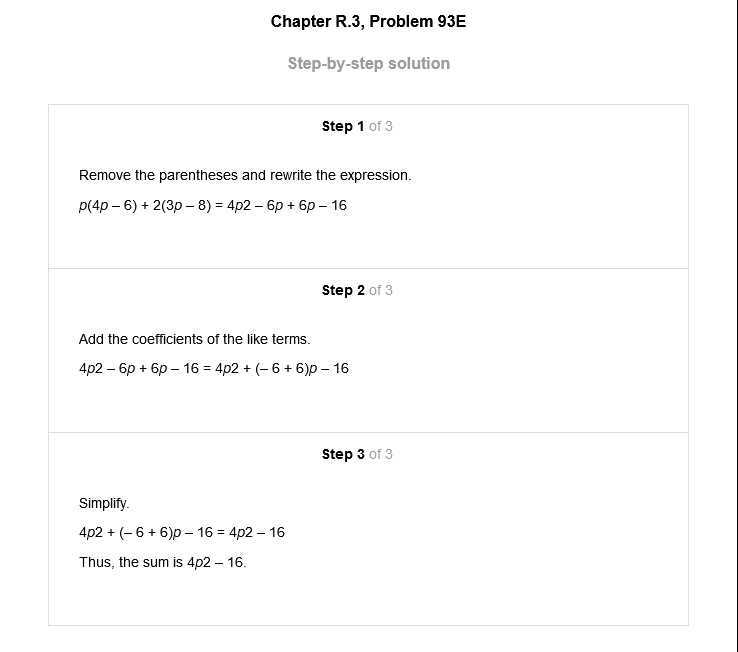 Chapter R.3, Problem 93E
Step-by-step solution
Step 1 of 3
Remove the parentheses and rewrite the expression.
p(4p – 6) + 2(3p – 8) = 4p2 – 6p + 6p – 16
Step 2 of 3
Add the coefficients of the like terms.
4p2 – 6p + 6p – 16 = 4p2 + (– 6 + 6)p – 16
Step 3 of 3
Simplify.
4p2 + (– 6 + 6)p – 16 = 4p2 – 16
Thus, the sum is 4p2 – 16.